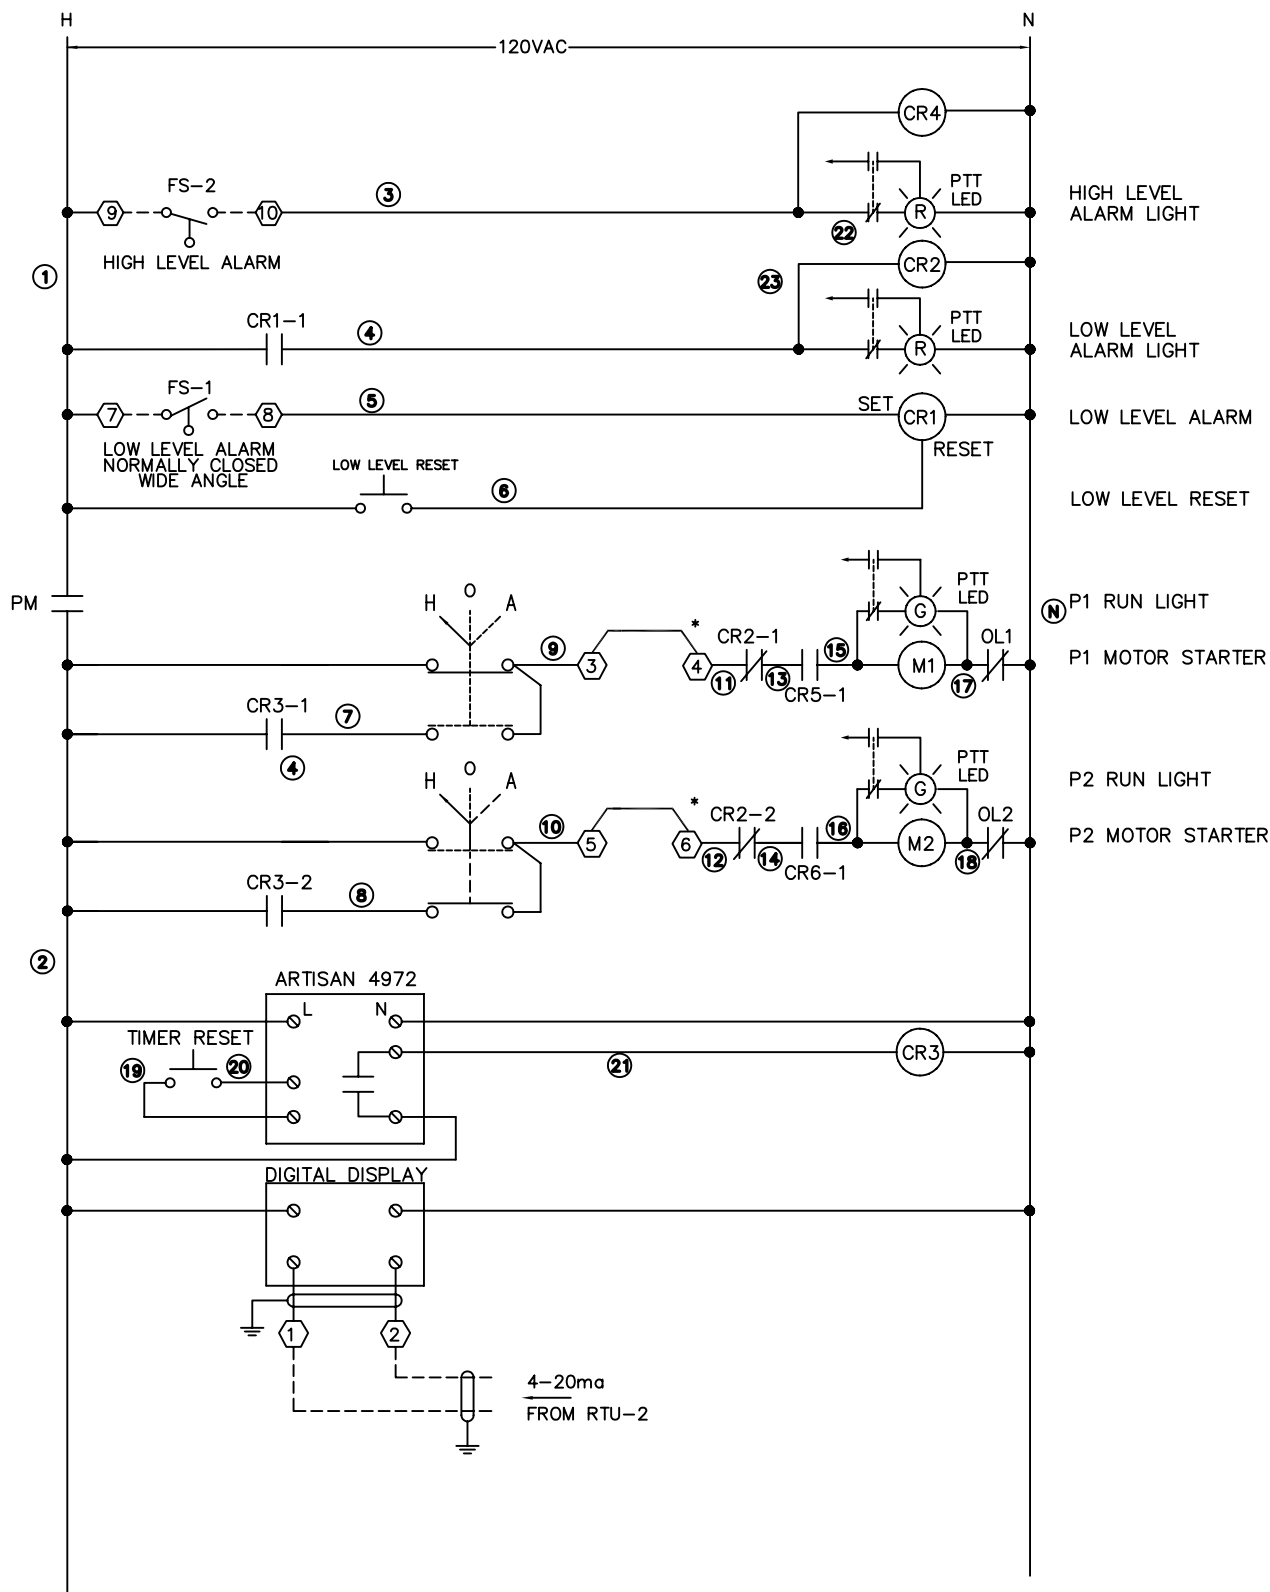 H
N
120VAC
CR4
FS-2
3
PTT
LED
HIGH LEVEL
ALARM LIGHT
9
10
R
22
HIGH LEVEL ALARM
1
23
CR2
CR1-1
4
PTT
LED
LOW LEVEL
ALARM LIGHT
R
FS-1
5
7
8
SET
CR1
LOW LEVEL ALARM
LOW LEVEL ALARM
NORMALLY CLOSED
WIDE ANGLE
RESET
LOW LEVEL RESET
6
LOW LEVEL RESET
PM
H
O
A
PTT
LED
G
N
P1 RUN LIGHT
*
9
CR2-1
15
OL1
3
4
11
13
M1
17
P1 MOTOR STARTER
CR5-1
CR3-1
7
4
H
O
A
PTT
LED
G
P2 RUN LIGHT
*
10
CR2-2
16
OL2
5
6
12
14
M2
18
P2 MOTOR STARTER
CR6-1
CR3-2
8
2
ARTISAN 4972
L
N
TIMER RESET
19
20
21
CR3
DIGITAL DISPLAY
1
2
4-20ma
FROM RTU-2